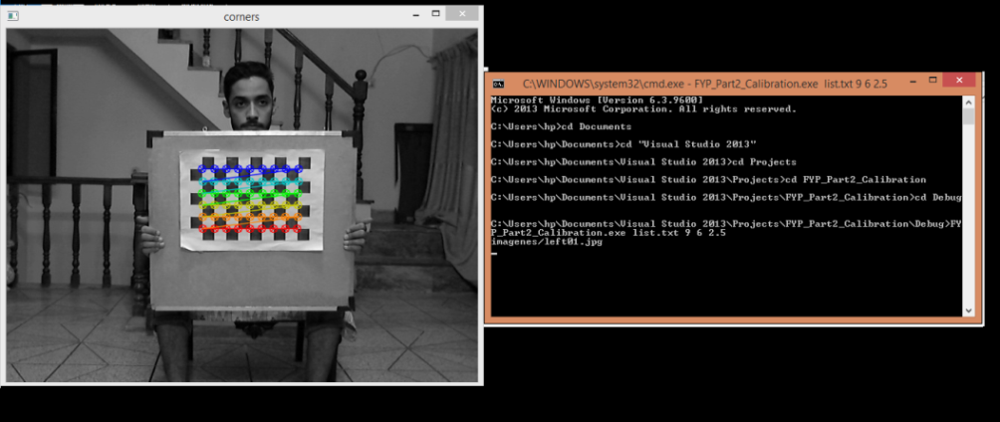 corners
C:\WINDOWS\system32\cmd.exe - FYP_Part2_Calibration.exe list.txt 9 6 2.5
Microsoft Windows [Version 6.3.9600]
(c) 2013 Microsoft Corporation. All rights reserved.
C:\Users\hp>cd Documents
C:\Users\hp\Documents>cd "Visual Studio 2013"
C:\Users\hp\Documents\Visual Studio 2013>cd Projects
C:\Users\hp\Documents\Visual Studio 2013\Projects>cd FYP_Part2_Calibration
C:\Users\hp\Documents\Visual Studio 2013\Projects\FYP_Part2_Calibration>cd Debug
C:\Users\hp\Documents\Visual Studio 2013\Projects\FYP_Part2_Calibration\Debug>FY
P_Part2_Calibration.exe list.txt 9 6 2.5
imagenes/left01.jpg